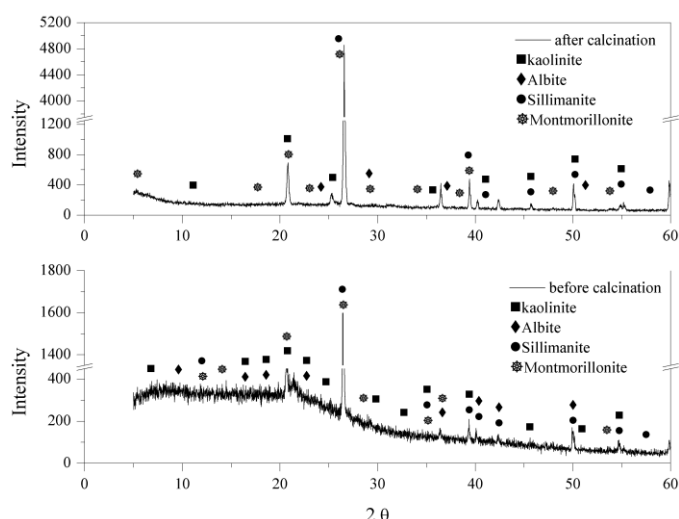 5200
4800
4400
4000
1200
800
600
400
200
0
Intensity
after calcination
kaolinite
Albite
Sillimanite
Montmorillonite
0 10 20 30 40 50 60
1800
1600
1400
400
200
0
Intensity
before calcination
kaolinite
Albite
Sillimanite
Montmorillonite
0 10 20 30 40 50 60
2 θ